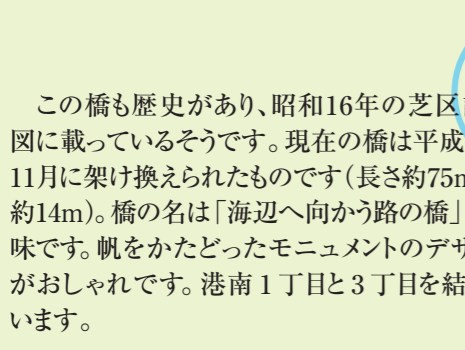 この橋も歴史があり、昭和16年の芝区
図に載っているそうです。現在の橋は平成
11月に架け換えられたものです(長さ約75m
約14m)。橋の名は「海辺へ向かう路の橋」
味です。帆をかたどったモニュメントのデザ
がおしゃれです。港南1丁目と3丁目を結
います。